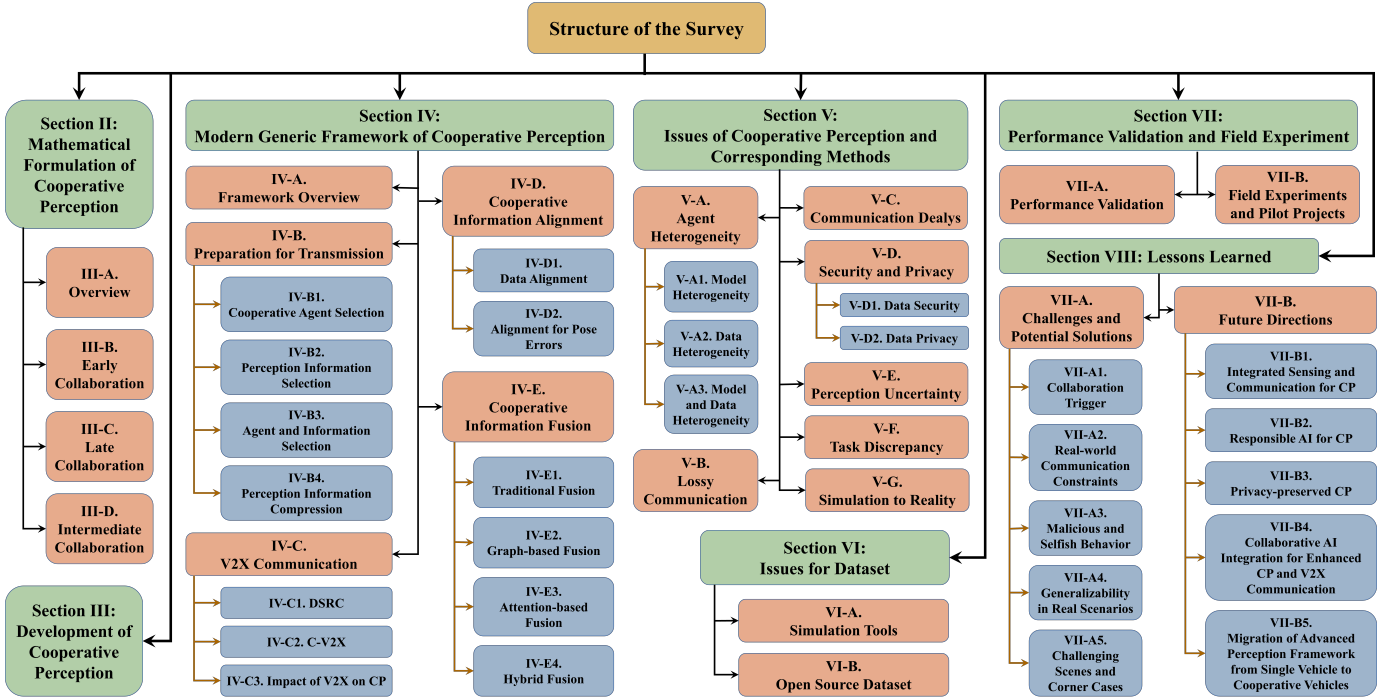 Structure of the Survey
Section II:
Mathematical
Formulation of
Cooperative
Perception
III-A.
Overview
III-B.
Early
Collaboration
III-C.
Late
Collaboration
III-D.
Intermediate
Collaboration
Section III:
Development of
Cooperative
Perception
Section IV:
Modern Generic Framework of Cooperative Perception
IV-A.
Framework Overview
IV-B.
Preparation for Transmission
IV-B1.
Cooperative Agent Selection
IV-B2.
Perception Information
Selection
IV-B3.
Agent and Information
Selection
IV-B4.
Perception Information
Compression
IV-C.
V2X Communication
IV-C1. DSRC
IV-C2. C-V2X
IV-C3. Impact of V2X on CP
IV-D.
Cooperative
Information Alignment
IV-D1.
Data Alignment
IV-D2.
Alignment for Pose
Errors
IV-E.
Cooperative
Information Fusion
IV-E1.
Traditional Fusion
IV-E2.
Graph-based Fusion
IV-E3.
Attention-based
Fusion
IV-E4.
Hybrid Fusion
Section V:
Issues of Cooperative Perception and
Corresponding Methods
V-A.
Agent
Heterogeneity
V-A1. Model
Heterogeneity
V-A2. Data
Heterogeneity
V-A3. Model
and Data
Heterogeneity
V-B.
Lossy
Communication
V-C.
Communication Dealys
V-D.
Security and Privacy
V-D1. Data Security
V-D2. Data Privacy
V-E.
Perception Uncertainty
V-F.
Task Discrepancy
V-G.
Simulation to Reality
Section VI:
Issues for Dataset
VI-A.
Simulation Tools
VI-B.
Open Source Dataset
Section VII:
Performance Validation and Field Experiment
VII-A.
Performance Validation
VII-B.
Field Experiments
and Pilot Projects
Section VIII: Lessons Learned
VII-A.
Challenges and
Potential Solutions
VII-A1.
Collaboration
Trigger
VII-A2.
Real-world
Communication
Constraints
VII-A3.
Malicious and
Selfish Behavior
VII-A4.
Generalizability
in Real Scenarios
VII-A5.
Challenging
Scenes and
Corner Cases
VII-B.
Future Directions
VII-B1.
Integrated Sensing and
Communication for CP
VII-B2.
Responsible AI for CP
VII-B3.
Privacy-preserved CP
VII-B4.
Collaborative AI
Integration for Enhanced
CP and V2X
Communication
VII-B5.
Migration of Advanced
Perception Framework
from Single Vehicle to
Cooperative Vehicles